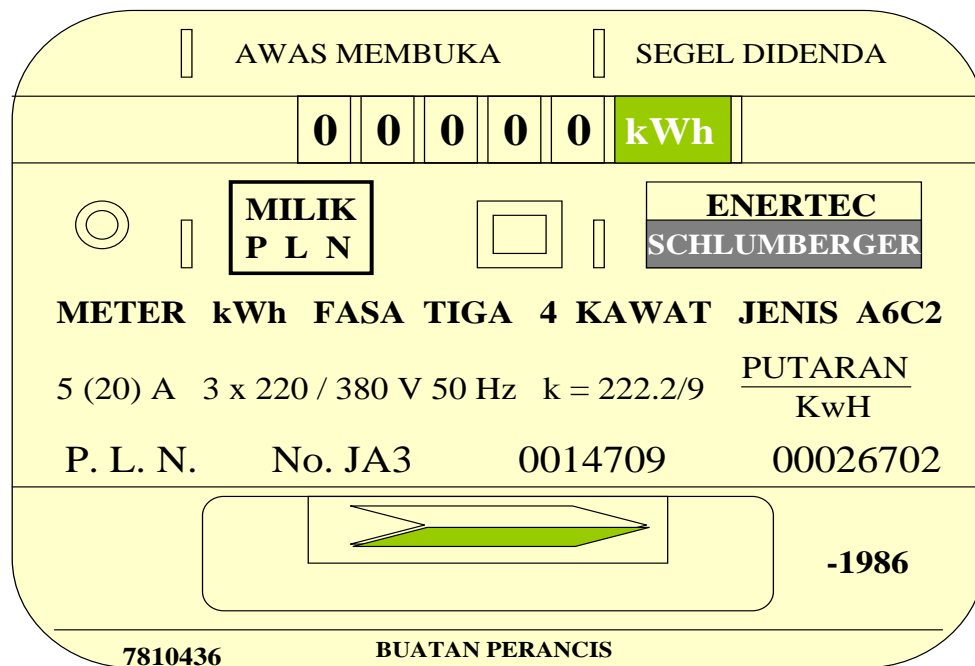 AWAS MEMBUKA SEGEL DIDENDA
0 0 0 0 0 kWh
MILIK
P L N
ENERTEC
SCHLUMBERGER
METER kWh FASA TIGA 4 KAWAT JENIS A6C2
5 (20) A 3 x 220 / 380 V 50 Hz k = 222.2/9
PUTARAN
KwH
P. L. N. No. JA3 0014709 00026702
-1986
7810436 BUATAN PERANCIS